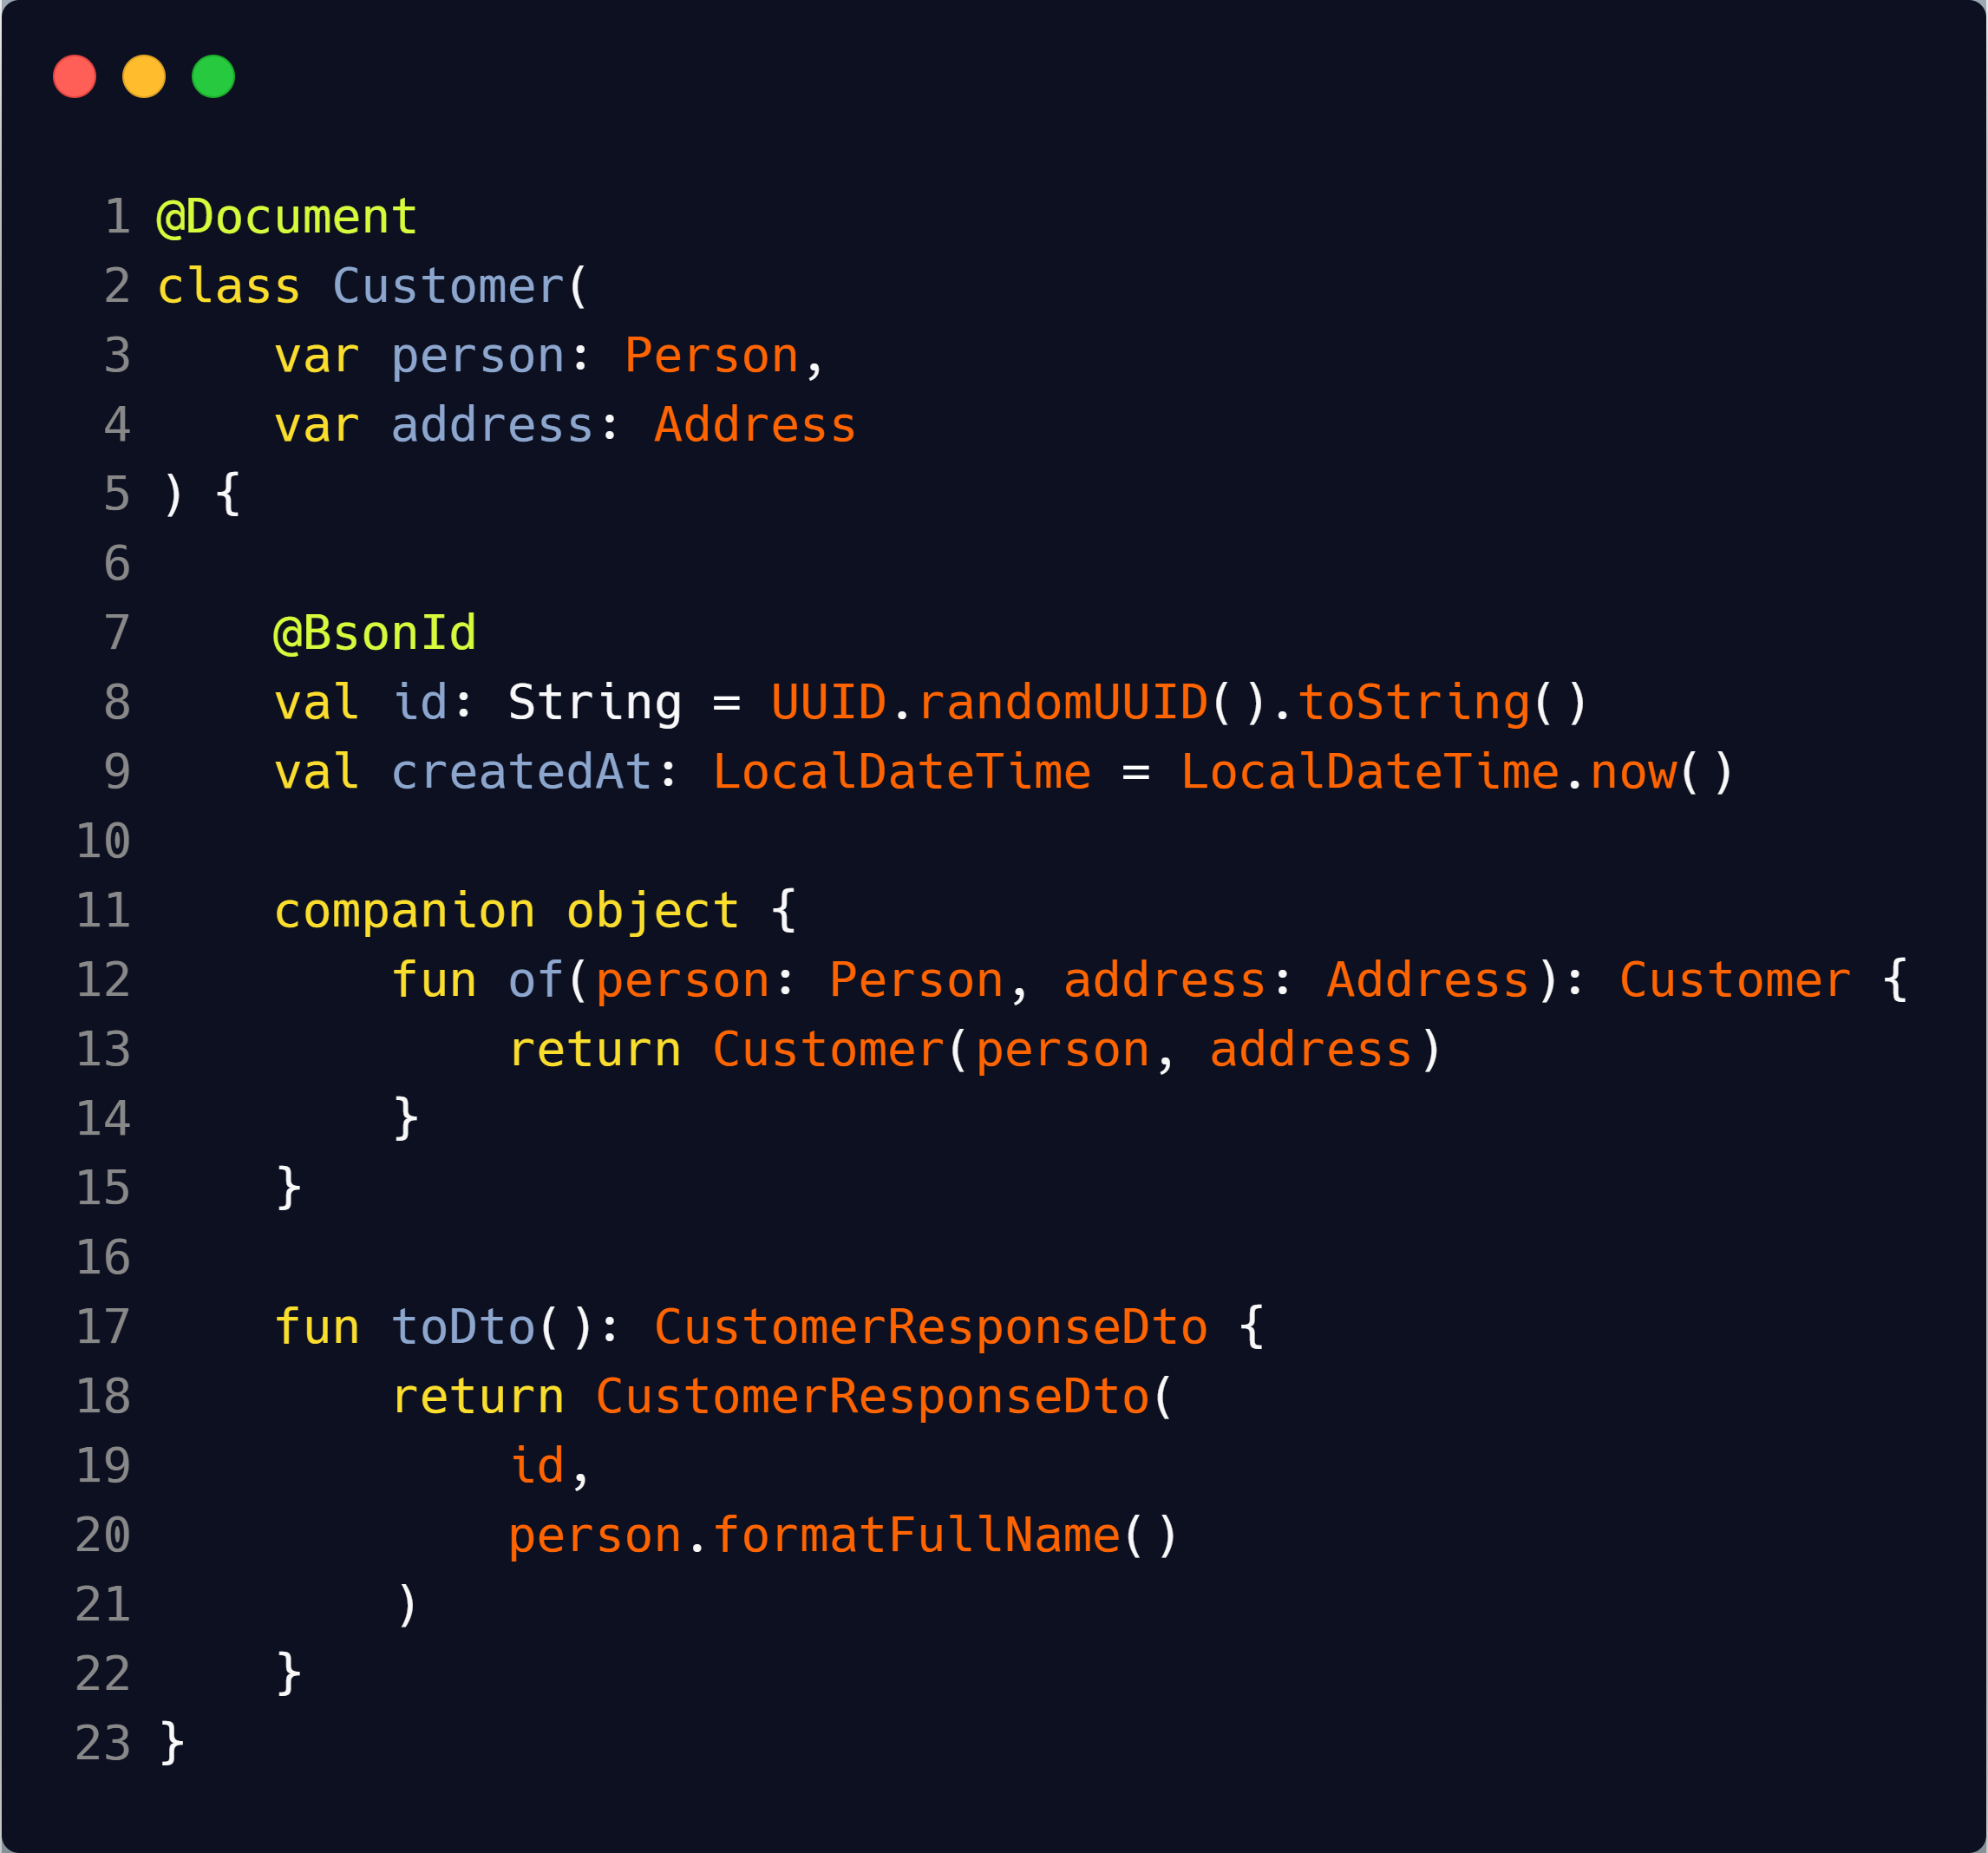 1 @Document
2 class Customer(
3     var person: Person,
4     var address: Address
5 ) {
6
7     @BsonId
8     val id: String = UUID.randomUUID().toString()
9     val createdAt: LocalDateTime = LocalDateTime.now()
10
11     companion object {
12         fun of(person: Person, address: Address): Customer {
13             return Customer(person, address)
14         }
15     }
16
17     fun toDto(): CustomerResponseDto {
18         return CustomerResponseDto(
19             id,
20             person.formatFullName()
21         )
22     }
23 }